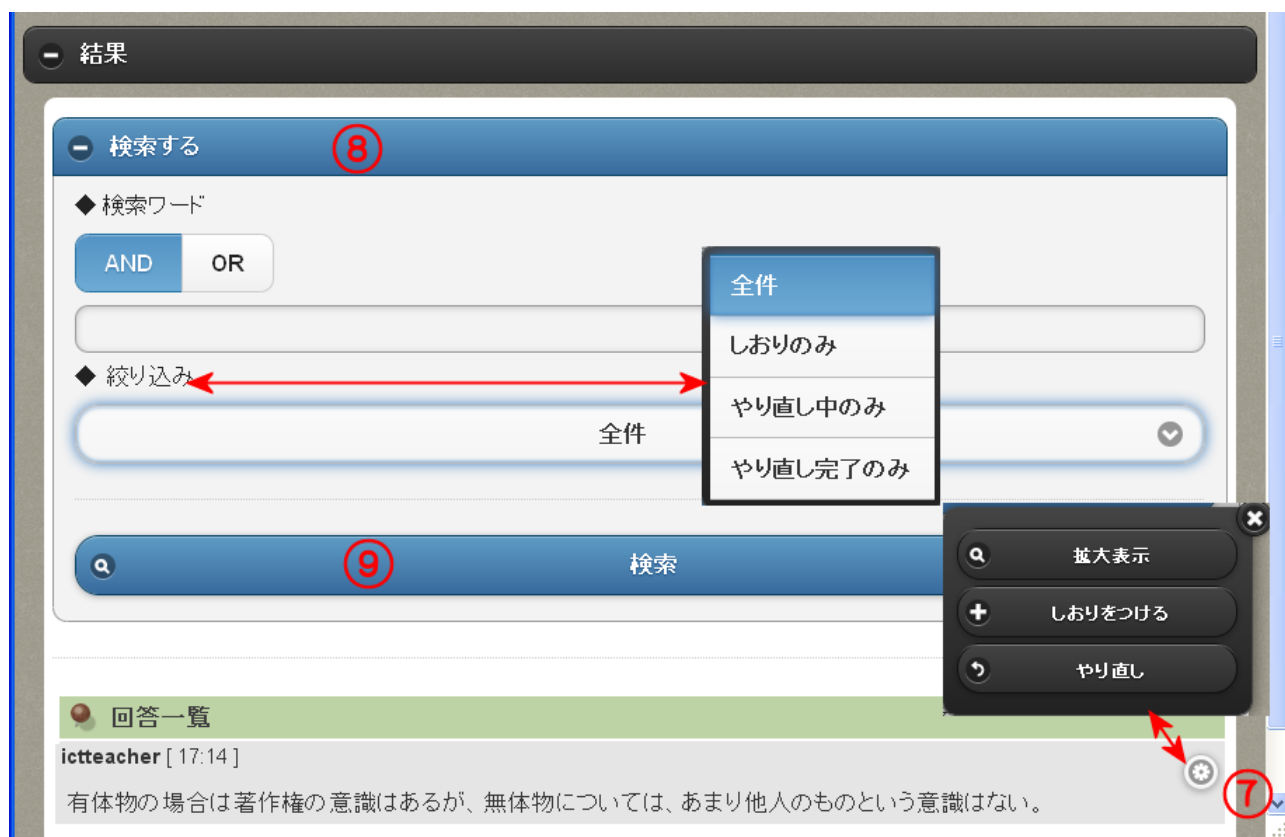 結果
検索する ⑧
◆検索ワード
AND OR
◆ 絞り込み
全件
全件
しおりのみ
やり直し中のみ
やり直し完了のみ
検索 ⑨
拡大表示
しおりをつける
やり直し
回答一覧
ictteacher [ 17:14 ]
有体物の場合は著作権の意識はあるが、無体物については、あまり他人のものという意識はない。
⑦